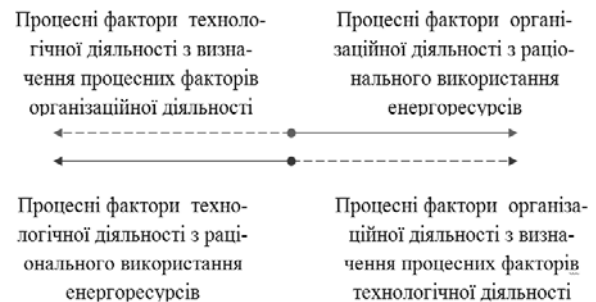 Процесні фактори техноло-
гічної діяльності з визна-
чення процесних факторів
організаційної діяльності
Процесні фактори органі-
заційної діяльності з раціо-
нального використання
енергоресурсів
Процесні фактори техно-
логічної діяльності з раці-
онального використання
енергоресурсів
Процесні фактори організа-
ційної діяльності з визна-
чення процесних факторів
технологічної діяльності